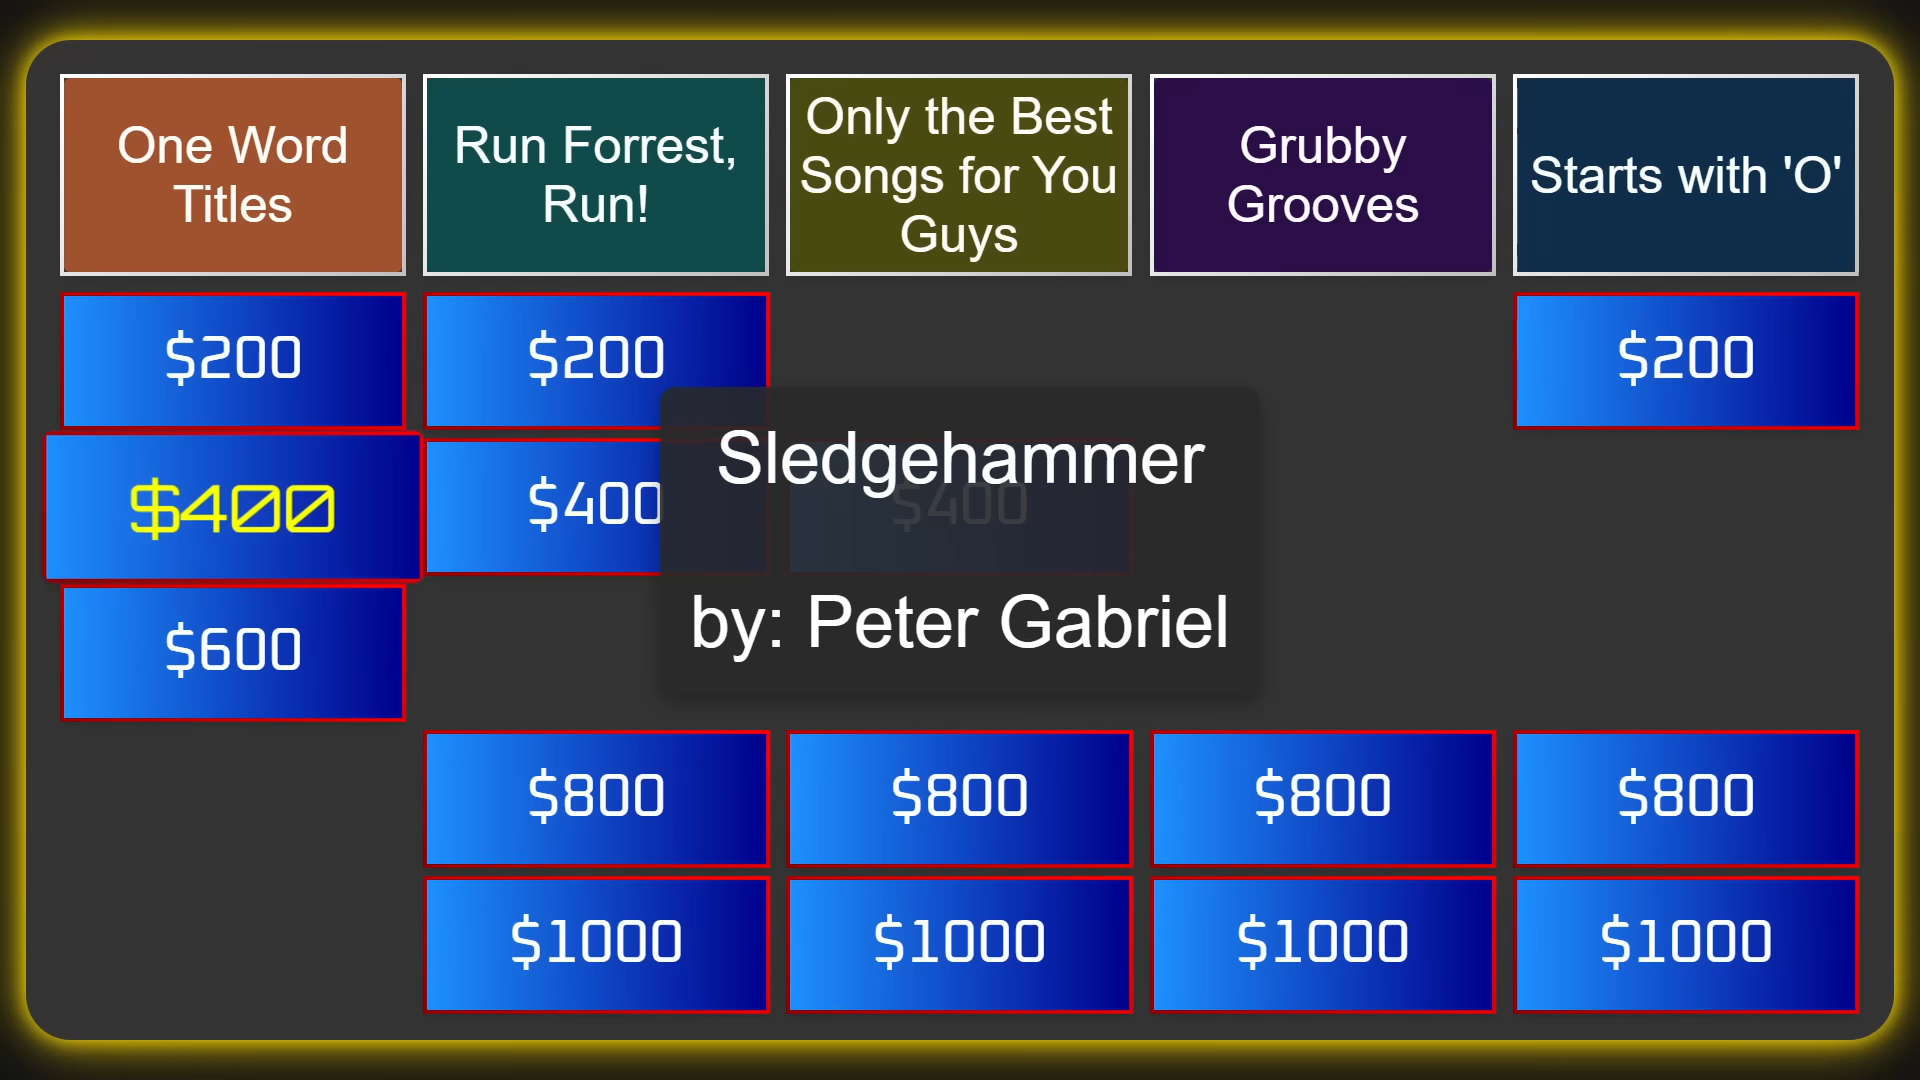 One Word
Titles
Run Forrest,
Run!
Only the Best
Songs for You
Guys
Grubby
Grooves
Starts with 'O'
$200
$200
$200
$400
$400
$400
Sledgehammer
by: Peter Gabriel
$600
$800
$800
$800
$800
$1000
$1000
$1000
$1000